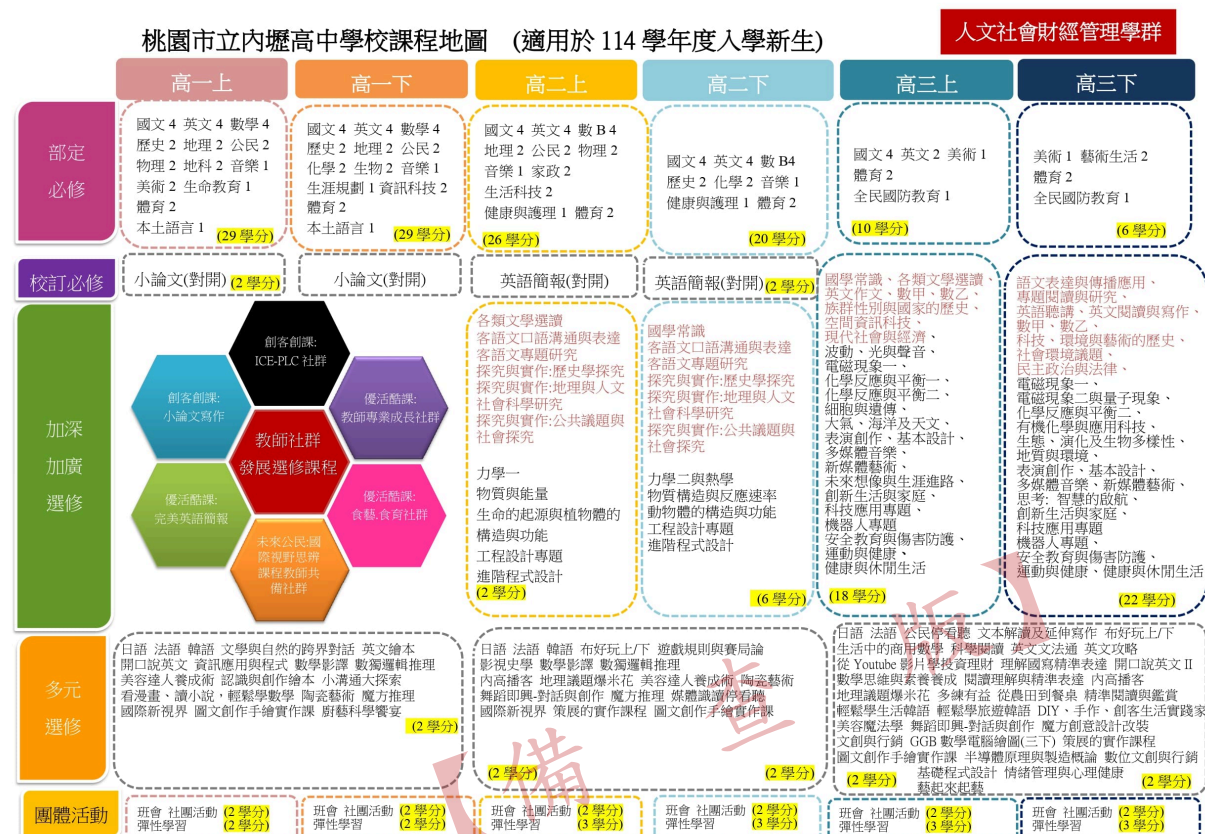 桃園市立內壢高中學校課程地圖 (適用於 114 學年度入學新生)
人文社會財經管理學群
高一上
高一下
高二上
高二下
高三上
高三下
部定
必修
國文 4 英文 4 數學 4
歷史 2 地理 2 公民 2
物理 2 地科 2 音樂 1
美術 2 生命教育 1
體育 2
本土語言 1
(29 學分)
國文 4 英文 4 數學 4
歷史 2 地理 2 公民 2
化學 2 生物 2 音樂 1
生涯規劃 1 資訊科技 2
體育 2
本土語言 1
(29 學分)
國文 4 英文 4 數 B 4
地理 2 公民 2 物理 2
音樂 1 家政 2
生活科技 2
健康與護理 1 體育 2
(26 學分)
國文 4 英文 4 數 B4
歷史 2 化學 2 音樂 1
健康與護理 1 體育 2
(20 學分)
國文 4 英文 2 美術 1
體育 2
全民國防教育 1
(10 學分)
美術 1 藝術生活 2
體育 2
全民國防教育 1
(6 學分)
校訂必修
小論文(對開) (2 學分)
小論文(對開)
英語簡報(對開)
英語簡報(對開) (2 學分)
加深
加廣
選修
創客創課:
ICE-PLC 社群
創客創課:
小論文寫作
優活酷課:
教師專業成長社群
教師社群
發展選修課程
優活酷課:
完美英語簡報
優活酷課:
食藝.食育社群
未來公民:國
際視野思辨
課程教師共
備社群
各類文學選讀
客語文口語溝通與表達
客語文專題研究
探究與實作:歷史學探究
探究與實作:地理與人文
社會科學研究
探究與實作:公共議題與
社會探究
力學一
物質與能量
生命的起源與植物體的
構造與功能
工程設計專題
進階程式設計
(2 學分)
國學常識
客語文口語溝通與表達
客語文專題研究
探究與實作:歷史學探究
探究與實作:地理與人文
社會科學研究
探究與實作:公共議題與
社會探究
力學二與熱學
物質構造與反應速率
動物體的構造與功能
工程設計專題
進階程式設計
(6 學分)
國學常識、各類文學選讀、
英文作文、數甲、數乙、
族群性別與國家的歷史、
空間資訊科技、
現代社會與經濟、
波動、光與聲音、
電磁現象一、
化學反應與平衡一、
化學反應與平衡二、
細胞與遺傳、
大氣、海洋及天文、
表演創作、基本設計、
多媒體音樂、
新媒體藝術、
未來想像與生涯進路、
創新生活與家庭、
科技應用專題、
機器人專題
安全教育與傷害防護、
運動與健康、
健康與休閒生活
(18 學分)
語文表達與傳播應用、
專題閱讀與研究、
英語聽講、英文閱讀與寫作、
數甲、數乙、
科技、環境與藝術的歷史、
社會環境議題、
民主政治與法律、
電磁現象一、
電磁現象二與量子現象、
化學反應與平衡二、
有機化學與應用科技、
生態、演化及生物多樣性、
地質與環境、
表演創作、基本設計、
多媒體音樂、新媒體藝術、
思考: 智慧的啟航、
創新生活與家庭、
科技應用專題
機器人專題、
安全教育與傷害防護、
運動與健康、健康與休閒生活
(22 學分)
多元
選修
日語 法語 韓語 文學與自然的跨界對話 英文繪本
開口說英文 資訊應用與程式 數學影譯 數獨邏輯推理
美容達人養成術 認識與創作繪本 小溝通大探索
看漫畫、讀小說，輕鬆學數學 陶瓷藝術 魔方推理
國際新視界 圖文創作手繪實作課 廚藝科學饗宴
(2 學分)
日語 法語 韓語 布好玩上/下 遊戲規則與賽局論
影視史學 數學影譯 數獨邏輯推理
內高播客 地理議題爆米花 美容達人養成術 陶瓷藝術
舞蹈即興-對話與創作 魔方推理 媒體識讀停看聽
國際新視界 策展的實作課程 圖文創作手繪實作課
(2 學分)
(2 學分)
日語 法語 公民停看聽 文本解讀及延伸寫作 布好玩上/下
生活中的商用數學 科學閱讀 英文文法通 英文攻略
從 Youtube 影片學投資理財 理解國寫精準表達 開口說英文 II
數學思維與素養養成 閱讀理解與精準表達 內高播客
地理議題爆米花 多練有益 從農田到餐桌 精準閱讀與鑑賞
輕鬆學生活韓語 輕鬆學旅遊韓語 DIY、手作、創客生活實踐家
美容魔法學 舞蹈即興-對話與創作 魔方創意設計改裝
文創與行銷 GGB 數學電腦繪圖(三下) 策展的實作課程
圖文創作手繪實作課 半導體原理與製造概論 數位文創與行銷
基礎程式設計 情緒管理與心理健康
藝起來起藝
(2 學分)
(2 學分)
團體活動
班會 社團活動 (2 學分)
彈性學習 (2 學分)
班會 社團活動 (2 學分)
彈性學習 (2 學分)
班會 社團活動 (2 學分)
彈性學習 (3 學分)
班會 社團活動 (2 學分)
彈性學習 (3 學分)
班會 社團活動 (2 學分)
彈性學習 (3 學分)
班會 社團活動 (2 學分)
彈性學習 (3 學分)
【備查版】